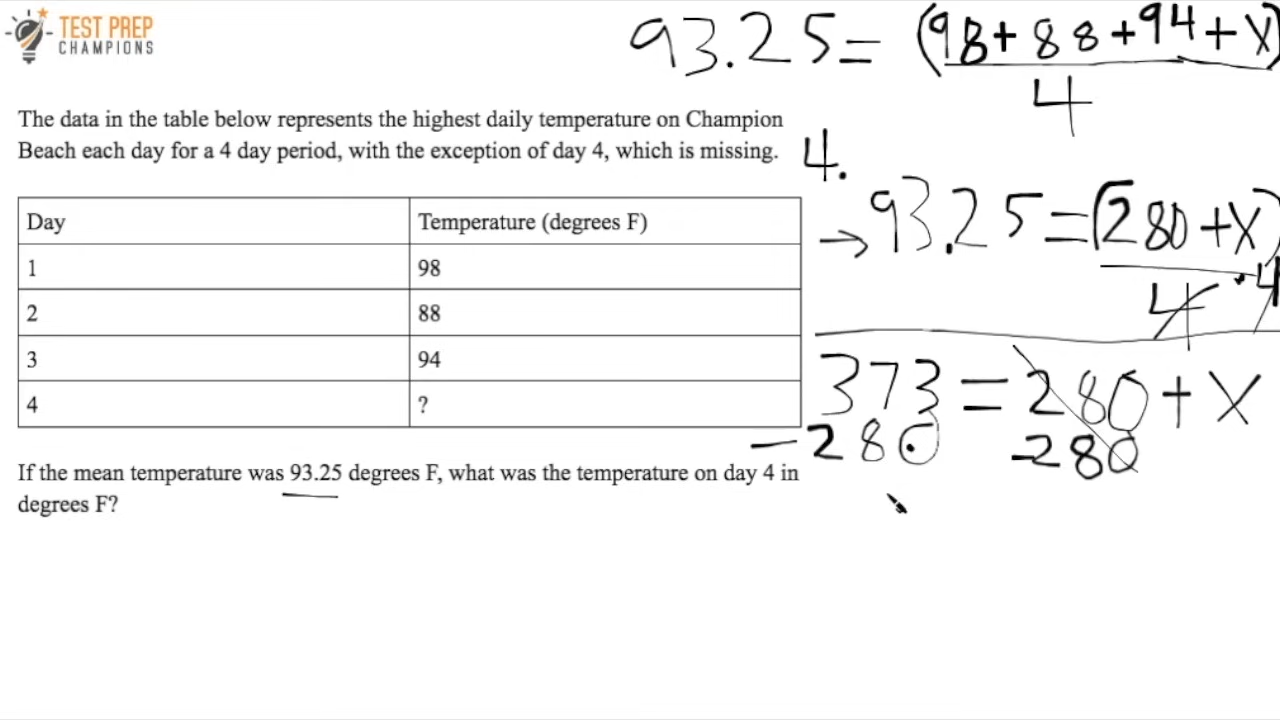 TEST PREP
CHAMPIONS
93.25 = (98 + 88 + 94 + X)
4
The data in the table below represents the highest daily temperature on Champion
Beach each day for a 4 day period, with the exception of day 4, which is missing.
Day Temperature (degrees F)
1 98
2 88
3 94
4 ?
If the mean temperature was 93.25 degrees F, what was the temperature on day 4 in
degrees F?
4.
→ 93.25 = (280 + X)
4 · 4
373 = 280 + X
- 280 - 280